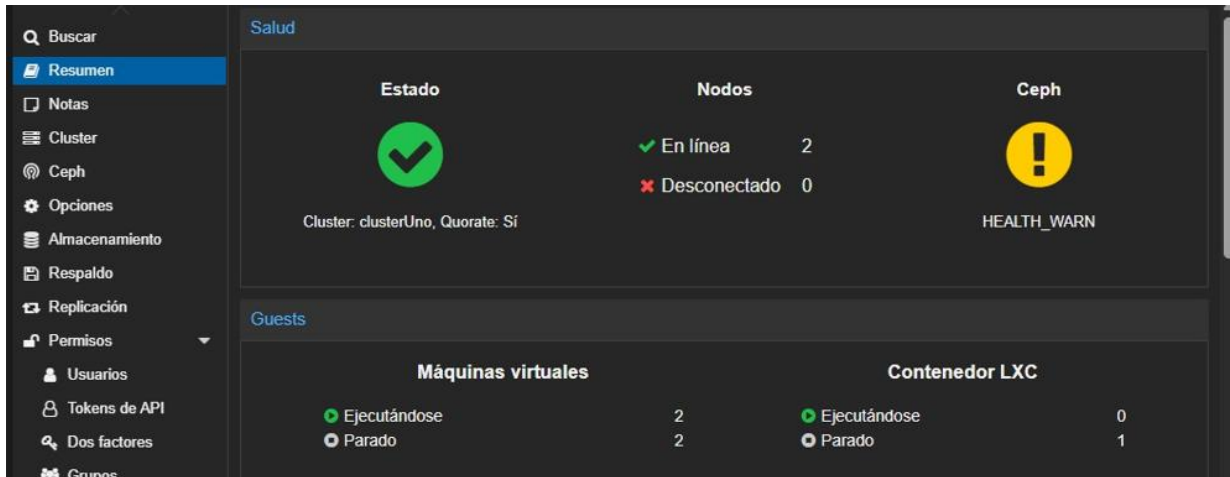 Buscar
Resumen
Notas
Cluster
Ceph
Opciones
Almacenamiento
Respaldo
Replicación
Permisos
Usuarios
Tokens de API
Dos factores
Grupos
Salud
Estado
Cluster: clusterUno, Quorate: Sí
Nodos
En línea 2
Desconectado 0
Ceph
HEALTH_WARN
Guests
Máquinas virtuales
Ejecutándose 2
Parado 2
Contenedor LXC
Ejecutándose 0
Parado 1